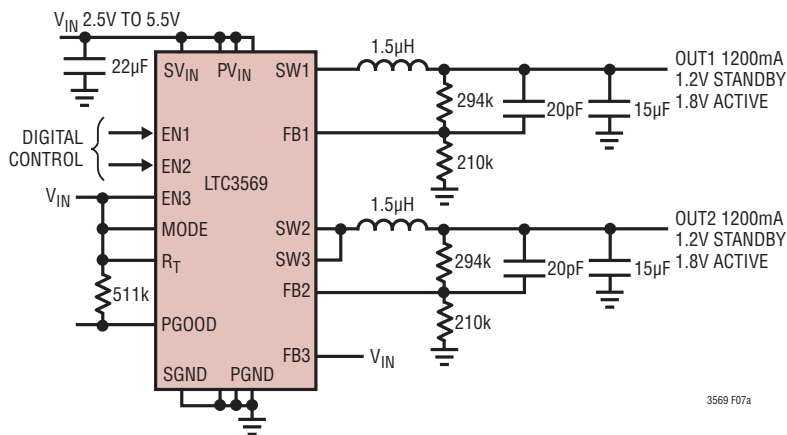 VIN 2.5V TO 5.5V
22µF
SVIN PVIN SW1
1.5µH
OUT1 1200mA
1.2V STANDBY
1.8V ACTIVE
294k
20pF
15µF
DIGITAL
CONTROL
EN1
FB1
EN2
210k
LTC3569
VIN
EN3
1.5µH
MODE
SW2
OUT2 1200mA
1.2V STANDBY
1.8V ACTIVE
RT
SW3
294k
20pF
15µF
511k
FB2
PGOOD
210k
FB3
VIN
SGND PGND
3569 F07a